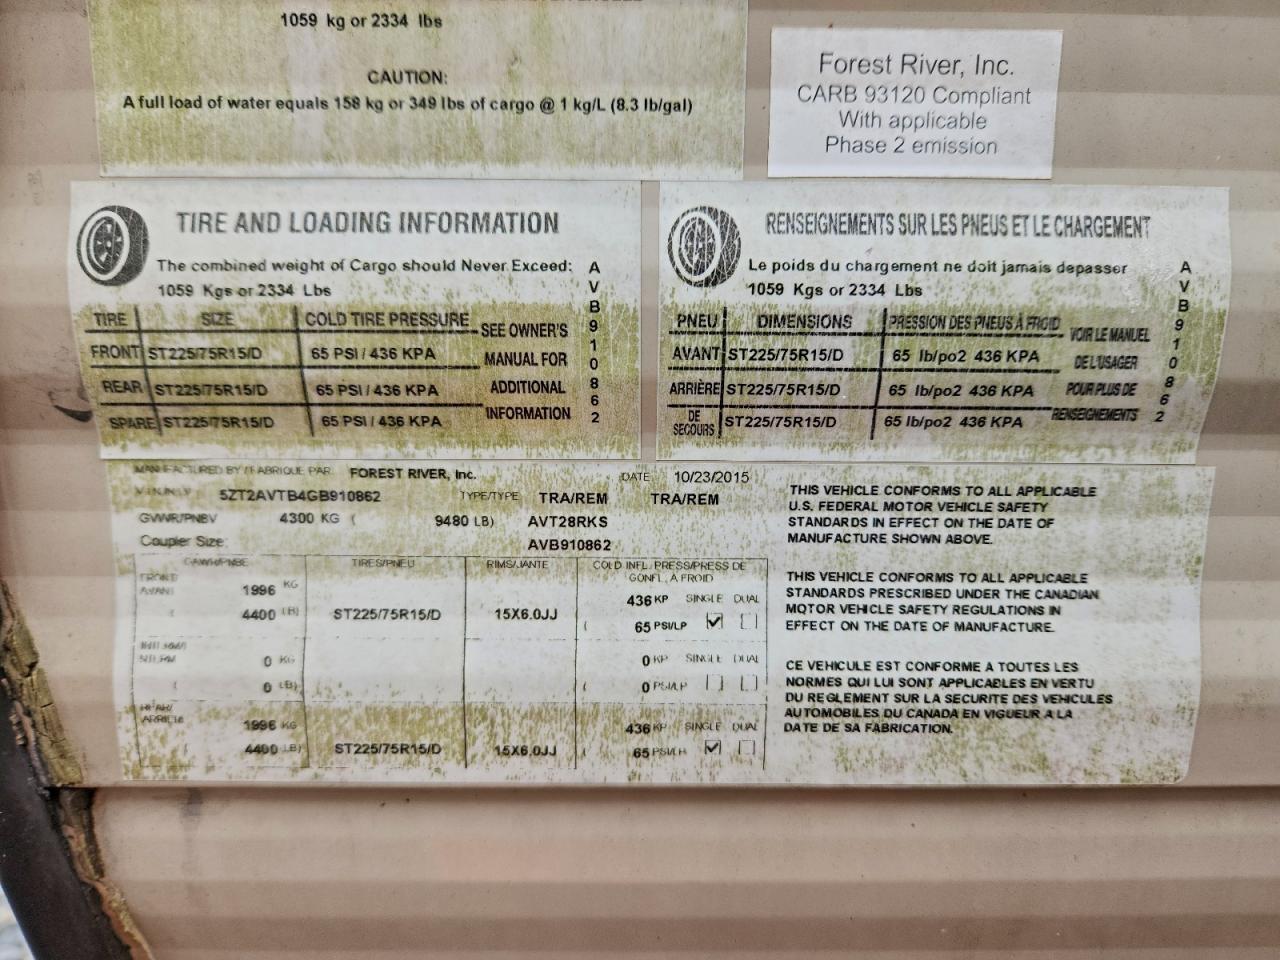 1059 kg or 2334 lbs
CAUTION:
A full load of water equals 158 kg or 349 lbs of cargo @ 1 kg/L (8.3 lb/gal)
Forest River, Inc.
CARB 93120 Compliant
With applicable
Phase 2 emission
TIRE AND LOADING INFORMATION
The combined weight of Cargo should Never Exceed:
1059 Kgs or 2334 Lbs
TIRE SIZE COLD TIRE PRESSURE
FRONT ST225/75R15/D 65 PSI / 436 KPA
REAR ST225/75R15/D 65 PSI / 436 KPA
SPARE ST225/75R15/D 65 PSI / 436 KPA
SEE OWNER'S
MANUAL FOR
ADDITIONAL
INFORMATION
AVB910862
RENSEIGNEMENTS SUR LES PNEUS ET LE CHARGEMENT
Le poids du chargement ne doit jamais depasser
1059 Kgs or 2334 Lbs
PNEU DIMENSIONS PRESSION DES PNEUS À FROID
AVANT ST225/75R15/D 65 lb/po2 436 KPA
ARRIÈRE ST225/75R15/D 65 lb/po2 436 KPA
DE SECOURS ST225/75R15/D 65 lb/po2 436 KPA
VOIR LE MANUEL
DE L'USAGER
POUR PLUS DE
RENSEIGNEMENTS
AVB910862
MANUFACTURED BY / FABRIQUE PAR: FOREST RIVER, Inc. DATE 10/23/2015
5ZT2AVTB4GB910862 TYPE/TYPE TRA/REM TRA/REM
GVWR/PNBV 4300 KG ( 9480 LB) AVT28RKS
Coupler Size: AVB910862
GAWR/PNBE TIRES/PNEU RIMS/JANTE COLD INFL. PRESS/PRESS DE
GONFL. A FROID
FRONT/
AVANT 1996 KG 436 KP SINGLE DUAL
( 4400 (LB) ST225/75R15/D 15X6.0JJ ( 65 PSI/LP
INTERM/
INTERM 0 KG 0 KP SINGLE DUAL
( 0 LB) ( 0 PSI/LP
REAR/
ARRIERE 1996 KG 436 KP SINGLE DUAL
( 4400 LB) ST225/75R15/D 15X6.0JJ ( 65 PSI/LP
THIS VEHICLE CONFORMS TO ALL APPLICABLE
U.S. FEDERAL MOTOR VEHICLE SAFETY
STANDARDS IN EFFECT ON THE DATE OF
MANUFACTURE SHOWN ABOVE.
THIS VEHICLE CONFORMS TO ALL APPLICABLE
STANDARDS PRESCRIBED UNDER THE CANADIAN
MOTOR VEHICLE SAFETY REGULATIONS IN
EFFECT ON THE DATE OF MANUFACTURE.
CE VEHICULE EST CONFORME A TOUTES LES
NORMES QUI LUI SONT APPLICABLES EN VERTU
DU REGLEMENT SUR LA SECURITE DES VEHICULES
AUTOMOBILES DU CANADA EN VIGUEUR A LA
DATE DE SA FABRICATION.